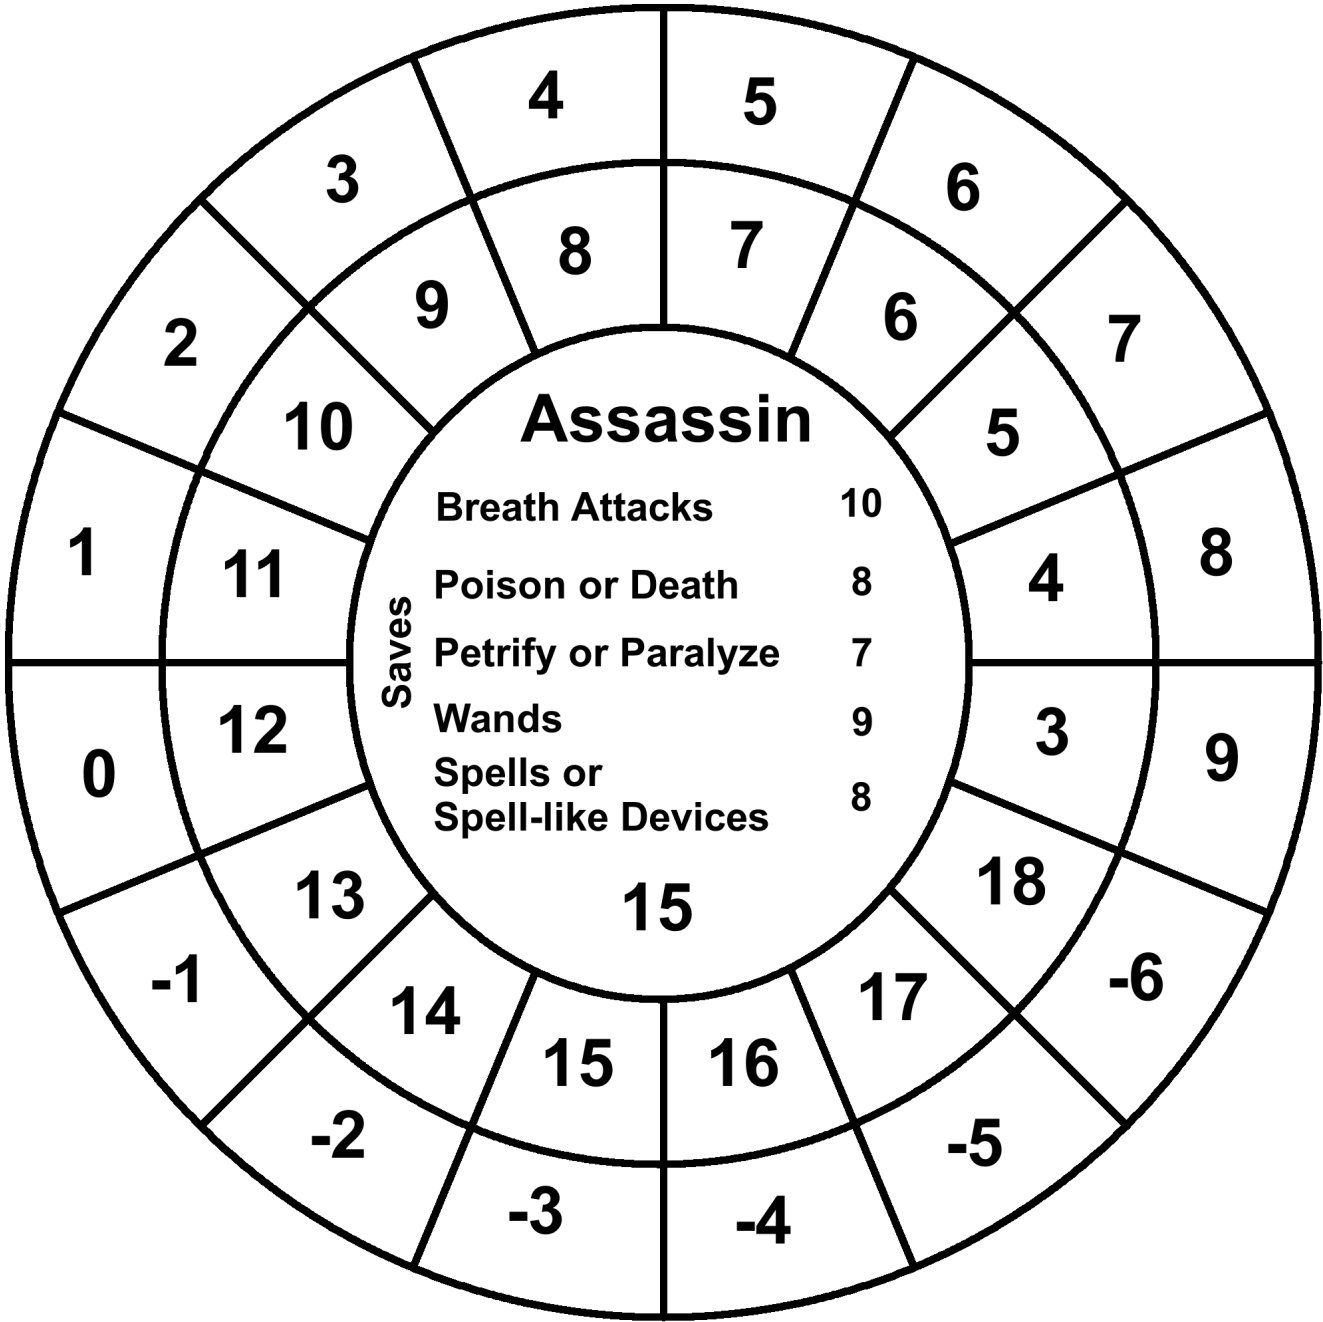 4 5
3 6
8 7
9 6
2 7
10 5
Assassin
Breath Attacks 10
1 8
11 4
Poison or Death 8
Saves
Petrify or Paralyze 7
Wands 9
12 3
0 9
Spells or
Spell-like Devices 8
13 18
15
-1 -6
14 17
15 16
-2 -5
-3 -4